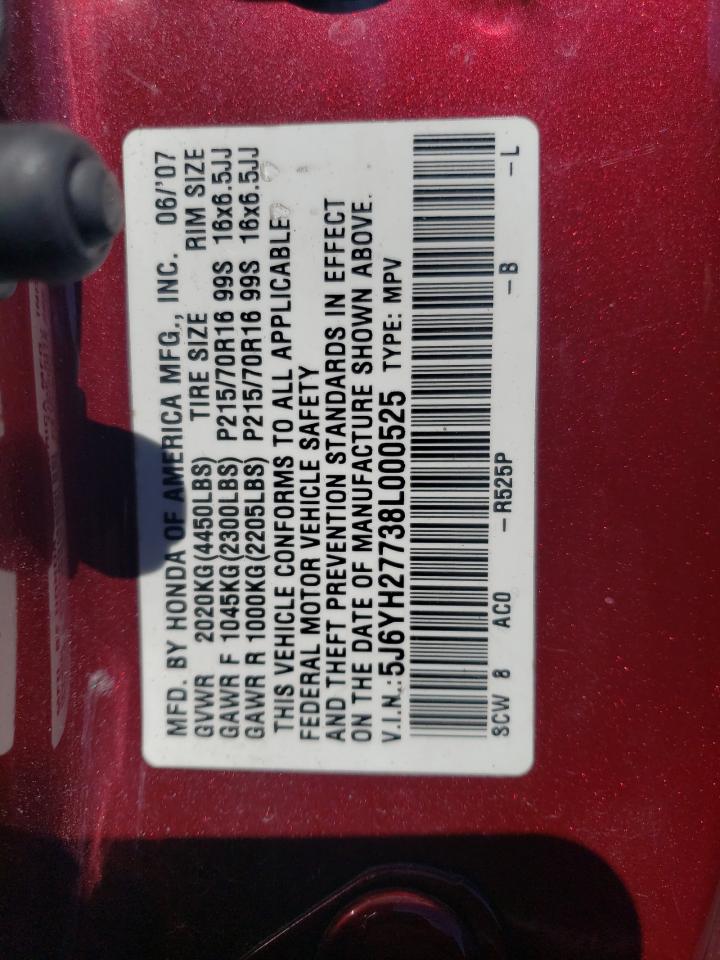 MFD. BY HONDA OF AMERICA MFG., INC. 06/'07
GVWR 2020KG(4450LBS) TIRE SIZE RIM SIZE
GAWR F 1045KG(2300LBS) P215/70R16 99S 16x6.5JJ
GAWR R 1000KG(2205LBS) P215/70R16 99S 16x6.5JJ
THIS VEHICLE CONFORMS TO ALL APPLICABLE
FEDERAL MOTOR VEHICLE SAFETY
AND THEFT PREVENTION STANDARDS IN EFFECT
ON THE DATE OF MANUFACTURE SHOWN ABOVE.
V.I.N.: 5J6YH27738L000525 TYPE: MPV
SCW 8 AC0 -R525P -B -L